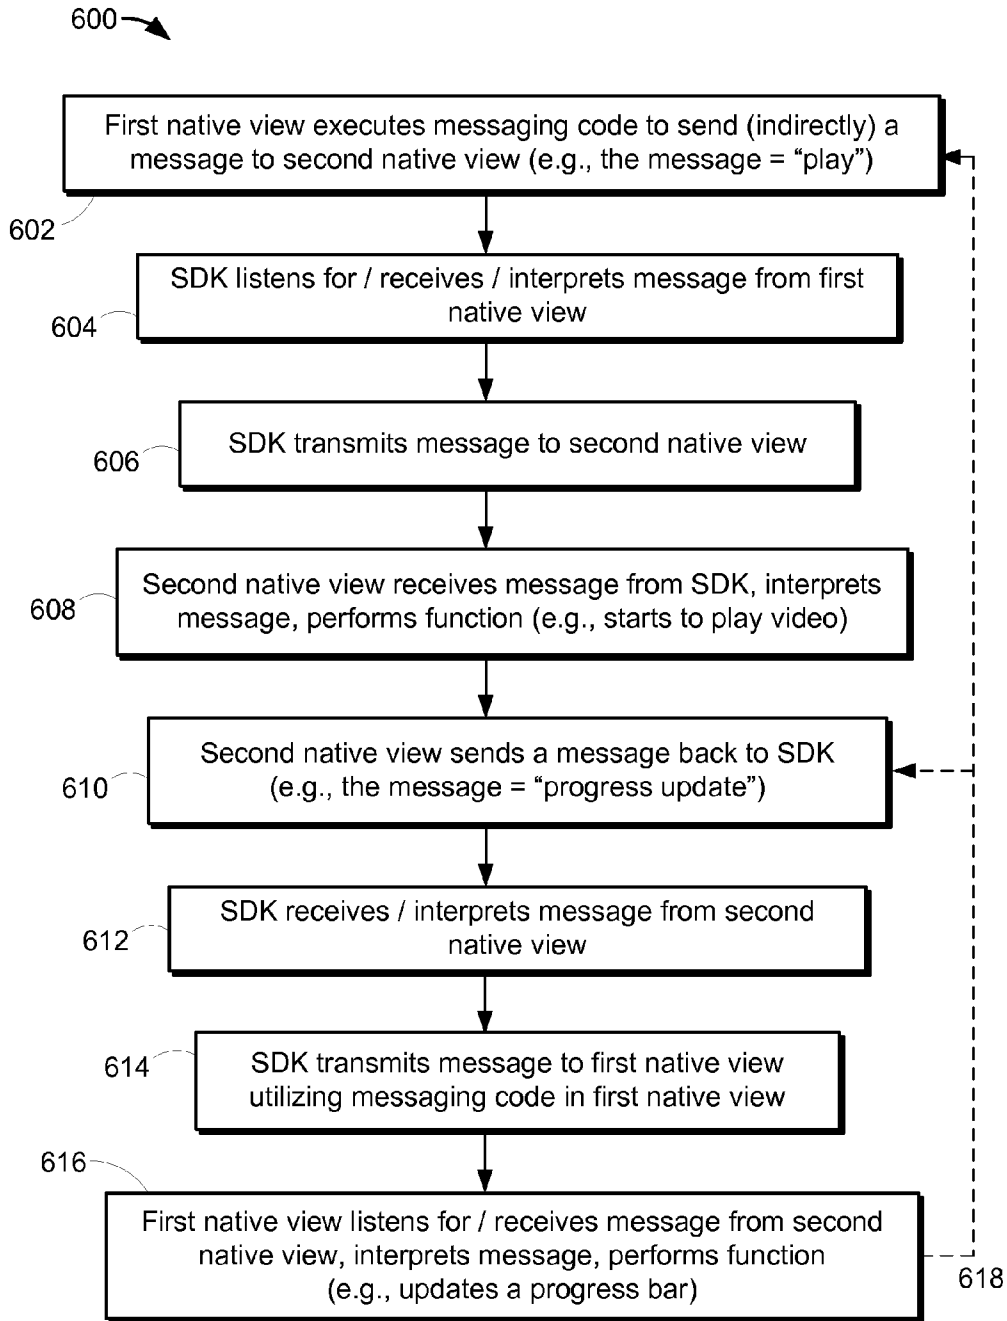 600
First native view executes messaging code to send (indirectly) a
message to second native view (e.g., the message = “play”)
602
SDK listens for / receives / interprets message from first
native view
604
SDK transmits message to second native view
606
Second native view receives message from SDK, interprets
message, performs function (e.g., starts to play video)
608
Second native view sends a message back to SDK
(e.g., the message = “progress update”)
610
SDK receives / interprets message from second
native view
612
SDK transmits message to first native view
utilizing messaging code in first native view
614
616
First native view listens for / receives message from second
native view, interprets message, performs function
(e.g., updates a progress bar)
618